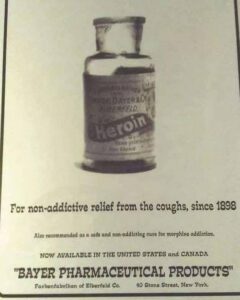 Heroin
For non-addictive relief from the coughs, since 1898
Also recommended as a safe and non-addicting cure for morphine addiction.
NOW AVAILABLE IN THE UNITED STATES and CANADA
"BAYER PHARMACEUTICAL PRODUCTS"
Farbenfabriken of Elberfeld Co. 40 Stone Street, New York.